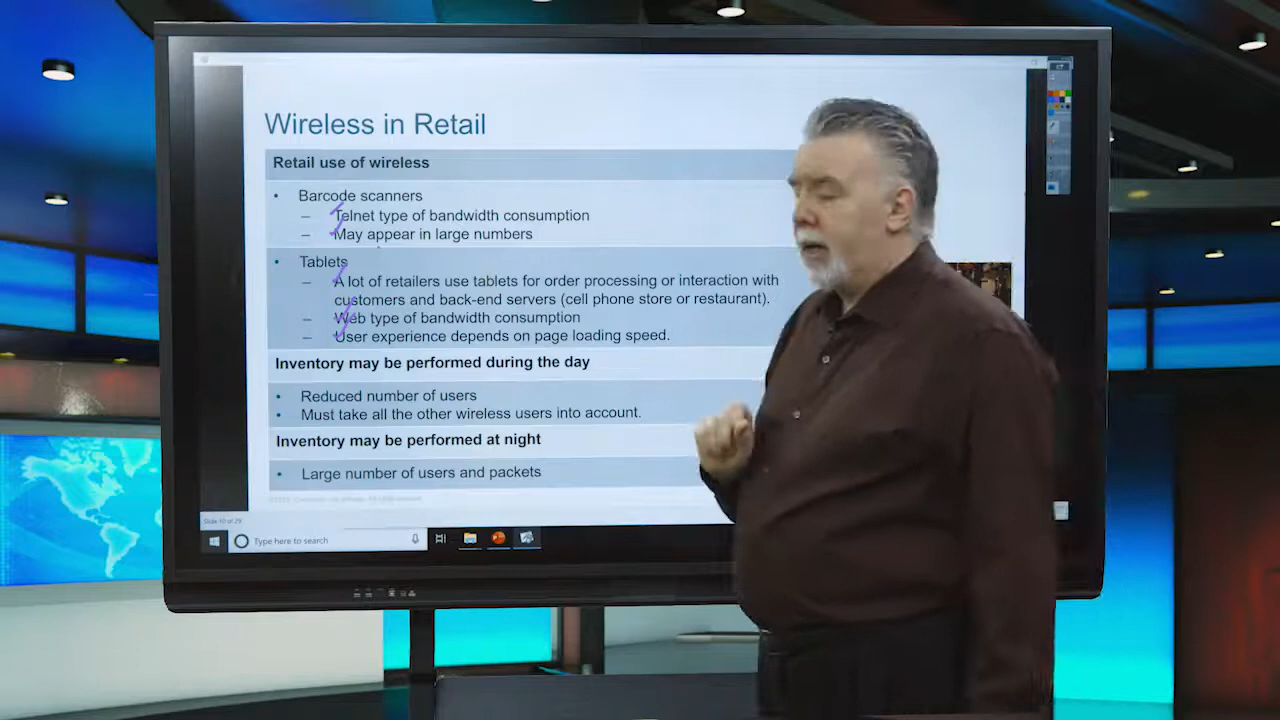 Wireless in Retail
Retail use of wireless
• Barcode scanners
– Telnet type of bandwidth consumption
– May appear in large numbers
• Tablets
– A lot of retailers use tablets for order processing or interaction with
customers and back-end servers (cell phone store or restaurant).
– Web type of bandwidth consumption
– User experience depends on page loading speed.
Inventory may be performed during the day
• Reduced number of users
• Must take all the other wireless users into account.
Inventory may be performed at night
• Large number of users and packets
Slide 10 of 29
Type here to search